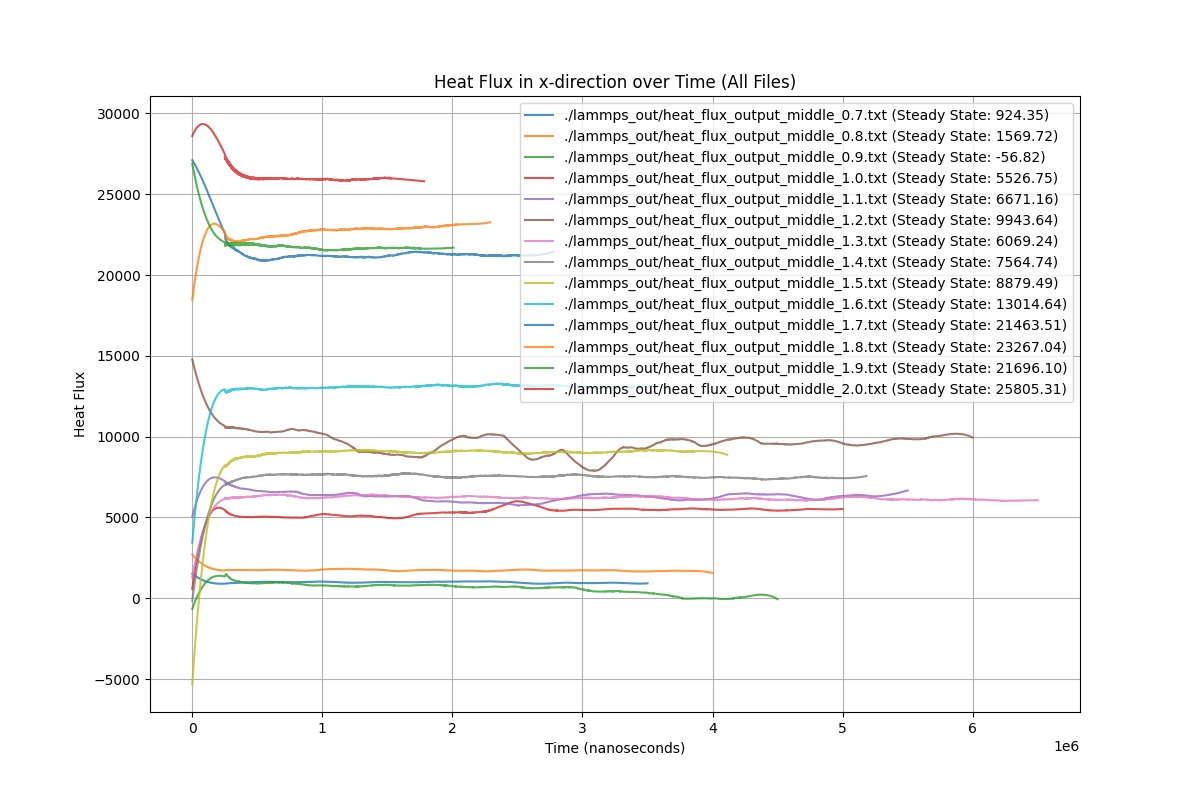 Heat Flux in x-direction over Time (All Files)
30000
25000
20000
15000
10000
5000
0
−5000
Heat Flux
./lammps_out/heat_flux_output_middle_0.7.txt (Steady State: 924.35)
./lammps_out/heat_flux_output_middle_0.8.txt (Steady State: 1569.72)
./lammps_out/heat_flux_output_middle_0.9.txt (Steady State: -56.82)
./lammps_out/heat_flux_output_middle_1.0.txt (Steady State: 5526.75)
./lammps_out/heat_flux_output_middle_1.1.txt (Steady State: 6671.16)
./lammps_out/heat_flux_output_middle_1.2.txt (Steady State: 9943.64)
./lammps_out/heat_flux_output_middle_1.3.txt (Steady State: 6069.24)
./lammps_out/heat_flux_output_middle_1.4.txt (Steady State: 7564.74)
./lammps_out/heat_flux_output_middle_1.5.txt (Steady State: 8879.49)
./lammps_out/heat_flux_output_middle_1.6.txt (Steady State: 13014.64)
./lammps_out/heat_flux_output_middle_1.7.txt (Steady State: 21463.51)
./lammps_out/heat_flux_output_middle_1.8.txt (Steady State: 23267.04)
./lammps_out/heat_flux_output_middle_1.9.txt (Steady State: 21696.10)
./lammps_out/heat_flux_output_middle_2.0.txt (Steady State: 25805.31)
0 1 2 3 4 5 6
1e6
Time (nanoseconds)